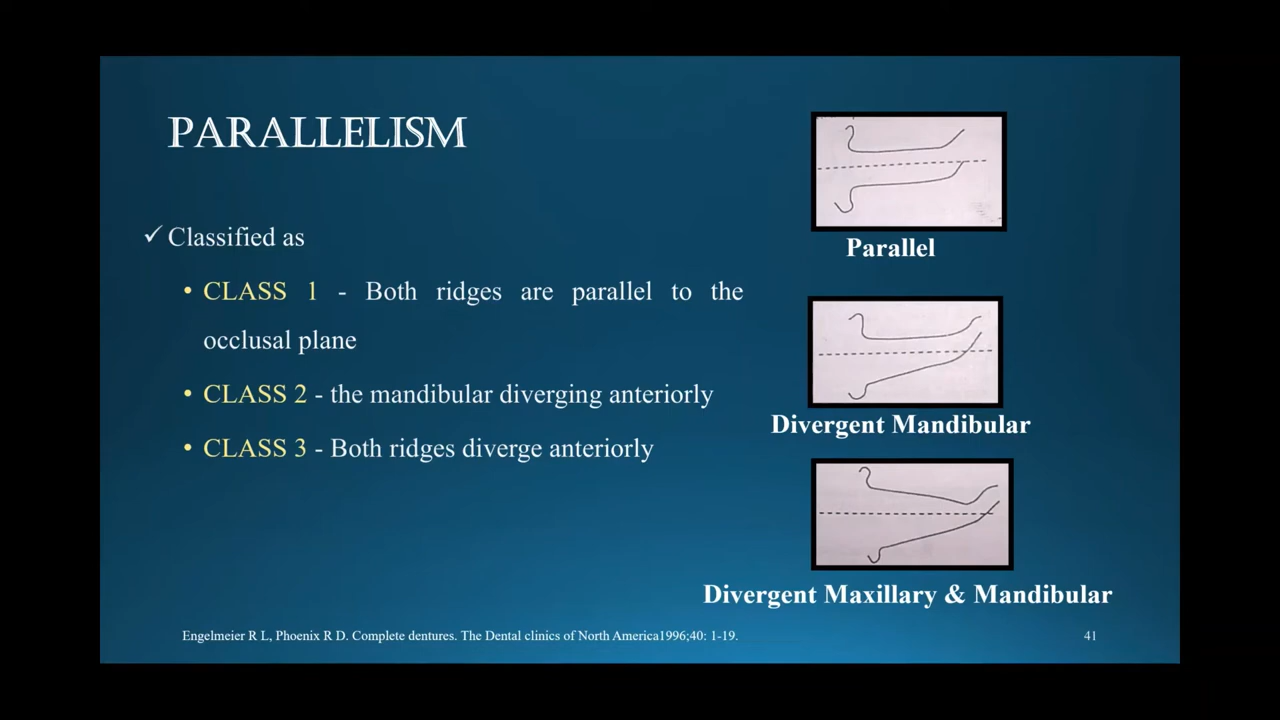 PARALLELISM
✓ Classified as
• CLASS 1 - Both ridges are parallel to the
occlusal plane
• CLASS 2 - the mandibular diverging anteriorly
• CLASS 3 - Both ridges diverge anteriorly
Parallel
Divergent Mandibular
Divergent Maxillary & Mandibular
Engelmeier R L, Phoenix R D. Complete dentures. The Dental clinics of North America1996;40: 1-19.
41